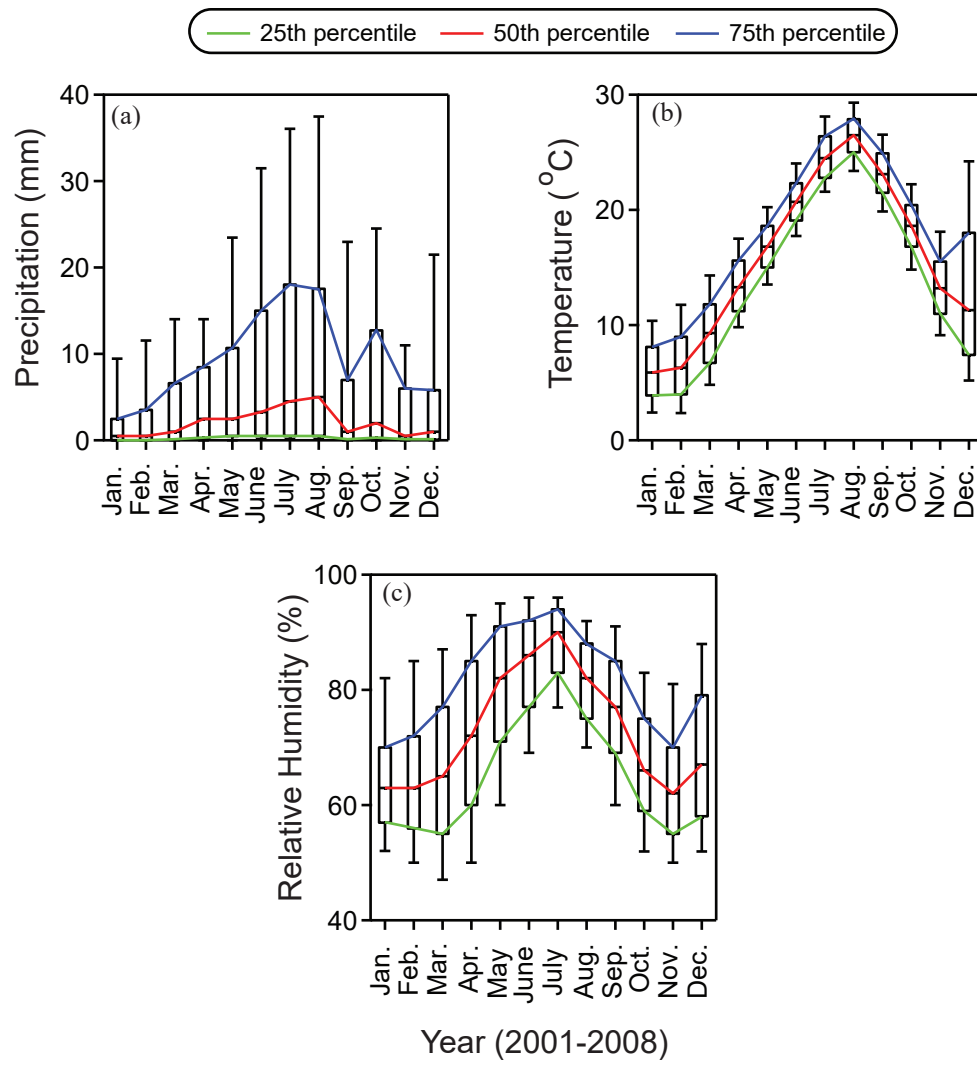 25th percentile 50th percentile 75th percentile
(a)
Precipitation (mm)
40
30
20
10
0
Jan. Feb. Mar. Apr. May June July Aug. Sep. Oct. Nov. Dec.
(b)
Temperature (°C)
30
20
10
0
Jan. Feb. Mar. Apr. May June July Aug. Sep. Oct. Nov. Dec.
(c)
Relative Humidity (%)
100
80
60
40
Jan. Feb. Mar. Apr. May June July Aug. Sep. Oct. Nov. Dec.
Year (2001-2008)